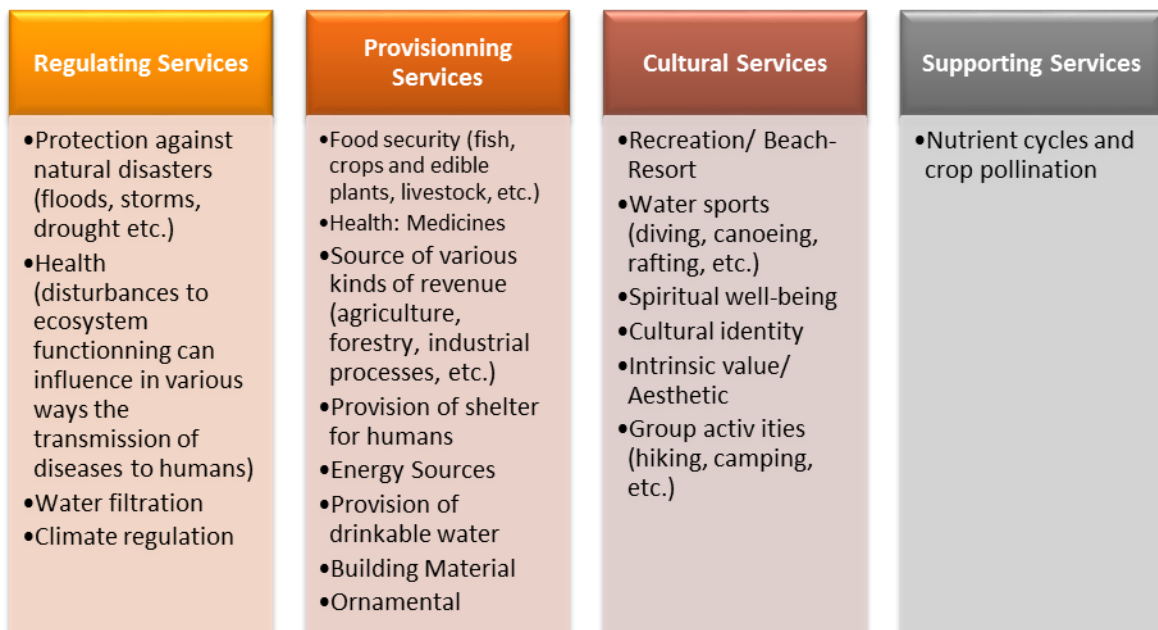 Regulating Services
•Protection against
natural disasters
(floods, storms,
drought etc.)
•Health
(disturbances to
ecosystem
functionning can
influence in various
ways the
transmission of
diseases to humans)
•Water filtration
•Climate regulation
Provisionning
Services
•Food security (fish,
crops and edible
plants, livestock, etc.)
•Health: Medicines
•Source of various
kinds of revenue
(agriculture,
forestry, industrial
processes, etc.)
•Provision of shelter
for humans
•Energy Sources
•Provision of
drinkable water
•Building Material
•Ornamental
Cultural Services
•Recreation/ Beach-
Resort
•Water sports
(diving, canoeing,
rafting, etc.)
•Spiritual well-being
•Cultural identity
•Intrinsic value/
Aesthetic
•Group activ ities
(hiking, camping,
etc.)
Supporting Services
•Nutrient cycles and
crop pollination